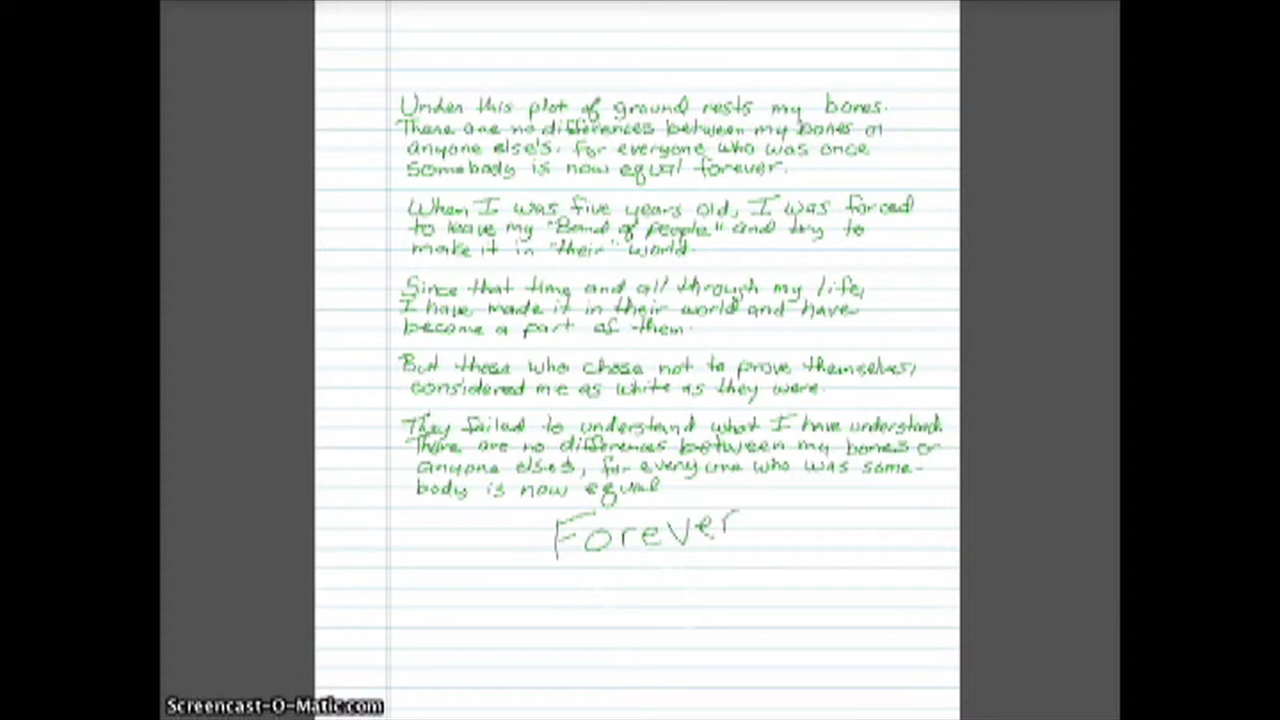 Under this plot of ground rests my bones.
There are no differences between my bones or
anyone else's. For everyone who was once
somebody is now equal forever.
When I was five years old, I was forced
to leave my "Band of people" and try to
make it in "their" world.
Since that time and all through my life,
I have made it in their world and have
become a part of them.
But those who chose not to prove themselves,
considered me as white as they were.
They failed to understand what I have understand.
There are no differences between my bones or
anyone else's, for everyone who was some-
body is now equal
Forever
Screencast-O-Matic.com